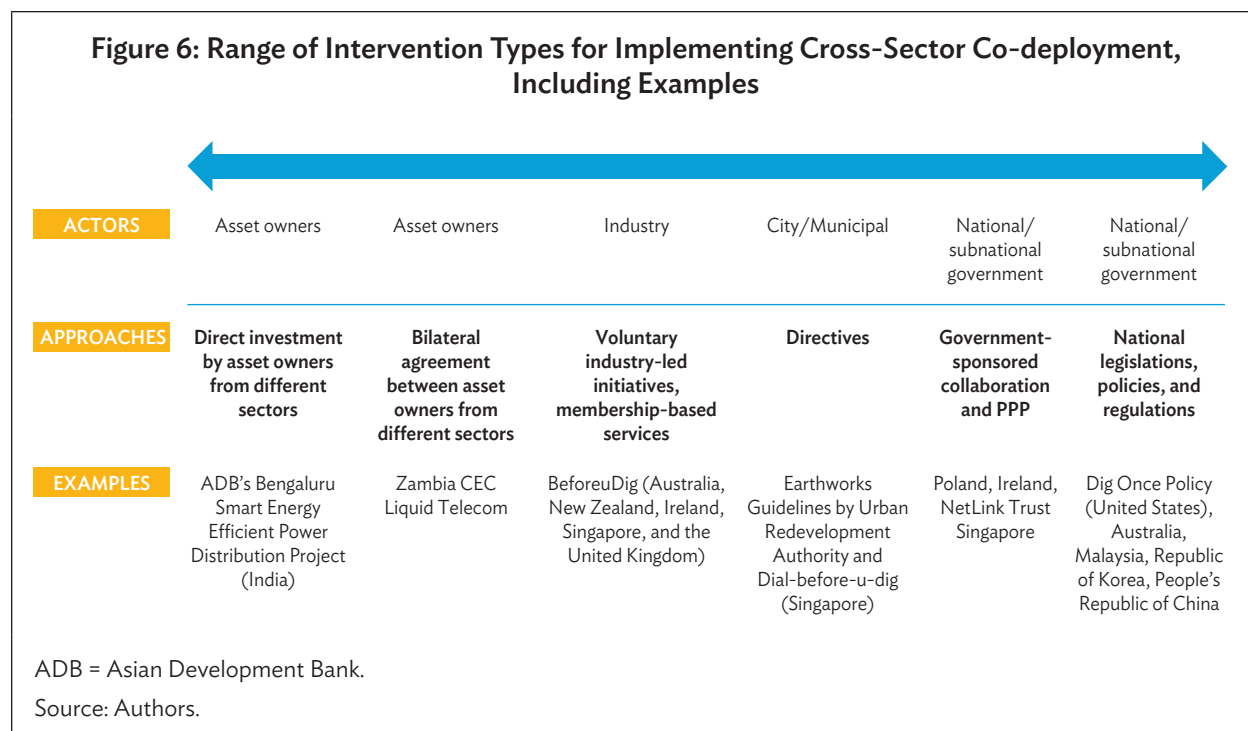 Figure 6: Range of Intervention Types for Implementing Cross-Sector Co-deployment,
Including Examples
ACTORS
Asset owners
Asset owners
Industry
City/Municipal
National/
subnational
government
National/
subnational
government
APPROACHES
Direct investment
by asset owners
from different
sectors
Bilateral
agreement
between asset
owners from
different sectors
Voluntary
industry-led
initiatives,
membership-based
services
Directives
Government-
sponsored
collaboration
and PPP
National
legislations,
policies, and
regulations
EXAMPLES
ADB's Bengaluru
Smart Energy
Efficient Power
Distribution Project
(India)
Zambia CEC
Liquid Telecom
BeforeuDig (Australia,
New Zealand, Ireland,
Singapore, and the
United Kingdom)
Earthworks
Guidelines by Urban
Redevelopment
Authority and
Dial-before-u-dig
(Singapore)
Poland, Ireland,
NetLink Trust
Singapore
Dig Once Policy
(United States),
Australia,
Malaysia, Republic
of Korea, People's
Republic of China
ADB = Asian Development Bank.
Source: Authors.